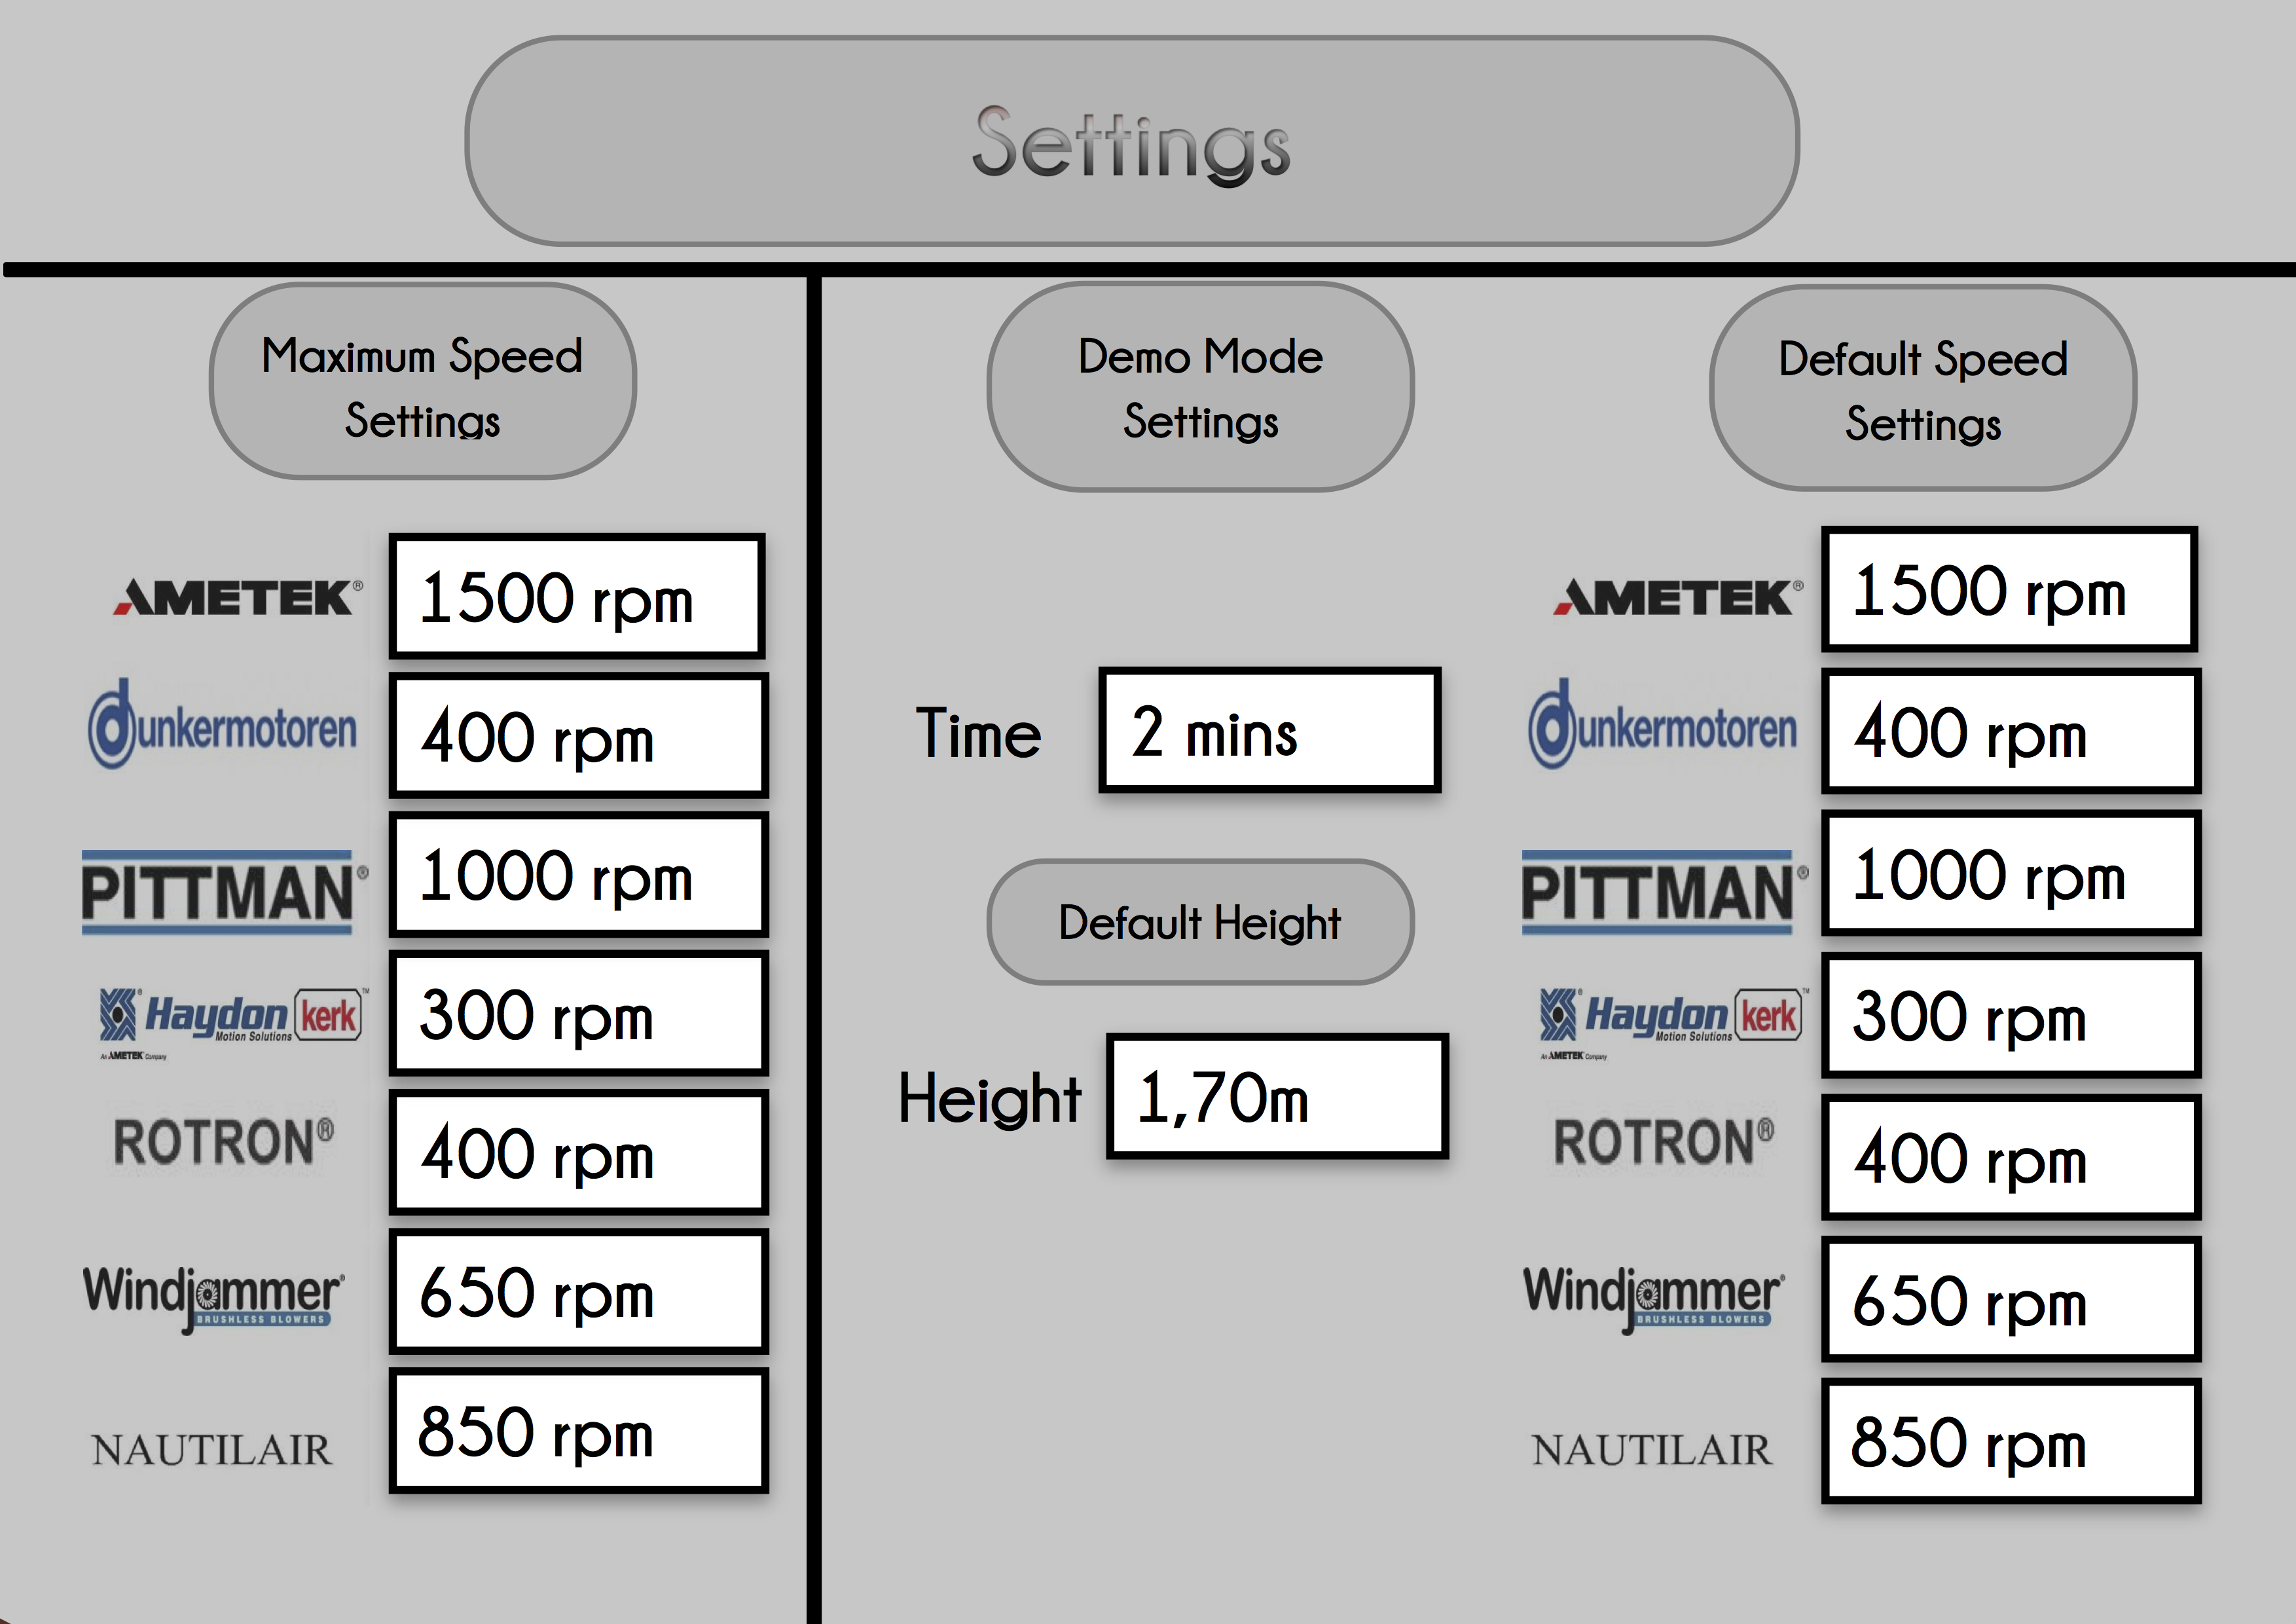 Settings
Maximum Speed
Settings
AMETEK®
1500 rpm
dunkermotoren
400 rpm
PITTMAN®
1000 rpm
® Haydon kerk™
Motion Solutions
An AMETEK Company
300 rpm
ROTRON®
400 rpm
Windjammer®
BRUSHLESS BLOWERS
650 rpm
NAUTILAIR
850 rpm
Demo Mode
Settings
Time
2 mins
Default Height
Height
1,70m
Default Speed
Settings
AMETEK®
1500 rpm
dunkermotoren
400 rpm
PITTMAN®
1000 rpm
® Haydon kerk™
Motion Solutions
An AMETEK Company
300 rpm
ROTRON®
400 rpm
Windjammer®
BRUSHLESS BLOWERS
650 rpm
NAUTILAIR
850 rpm